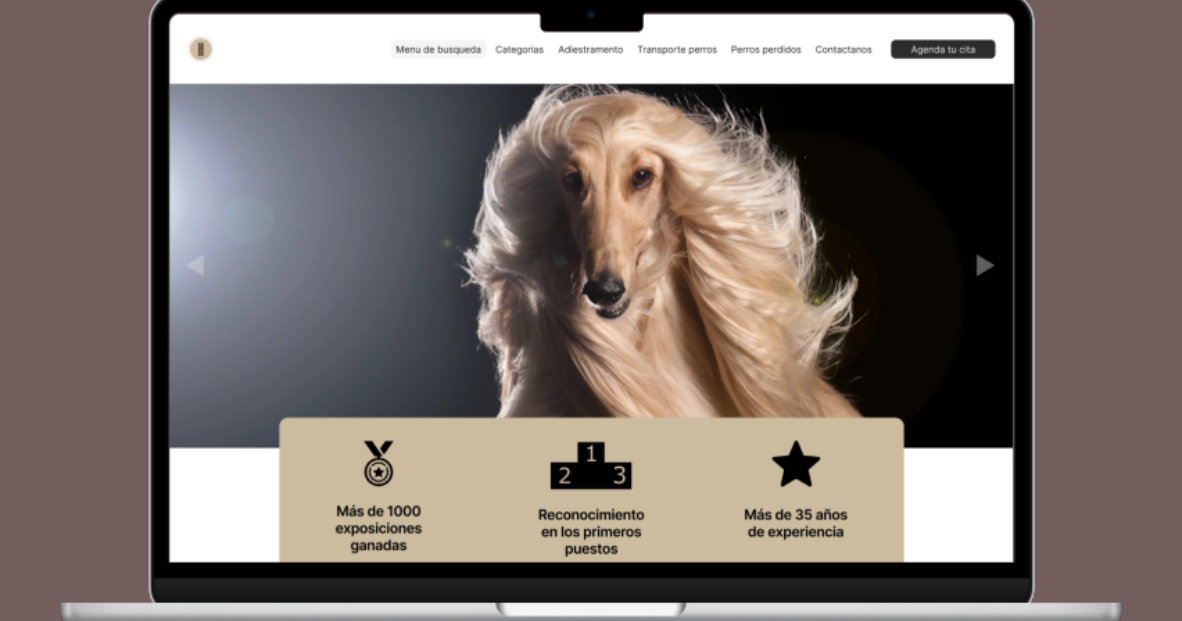 Menu de busqueda Categorias Adiestramento Transporte perros Perros perdidos Contactanos Agenda tu cita
1
2 3
Más de 1000
exposiciones
ganadas
Reconocimiento
en los primeros
puestos
Más de 35 años
de experiencia